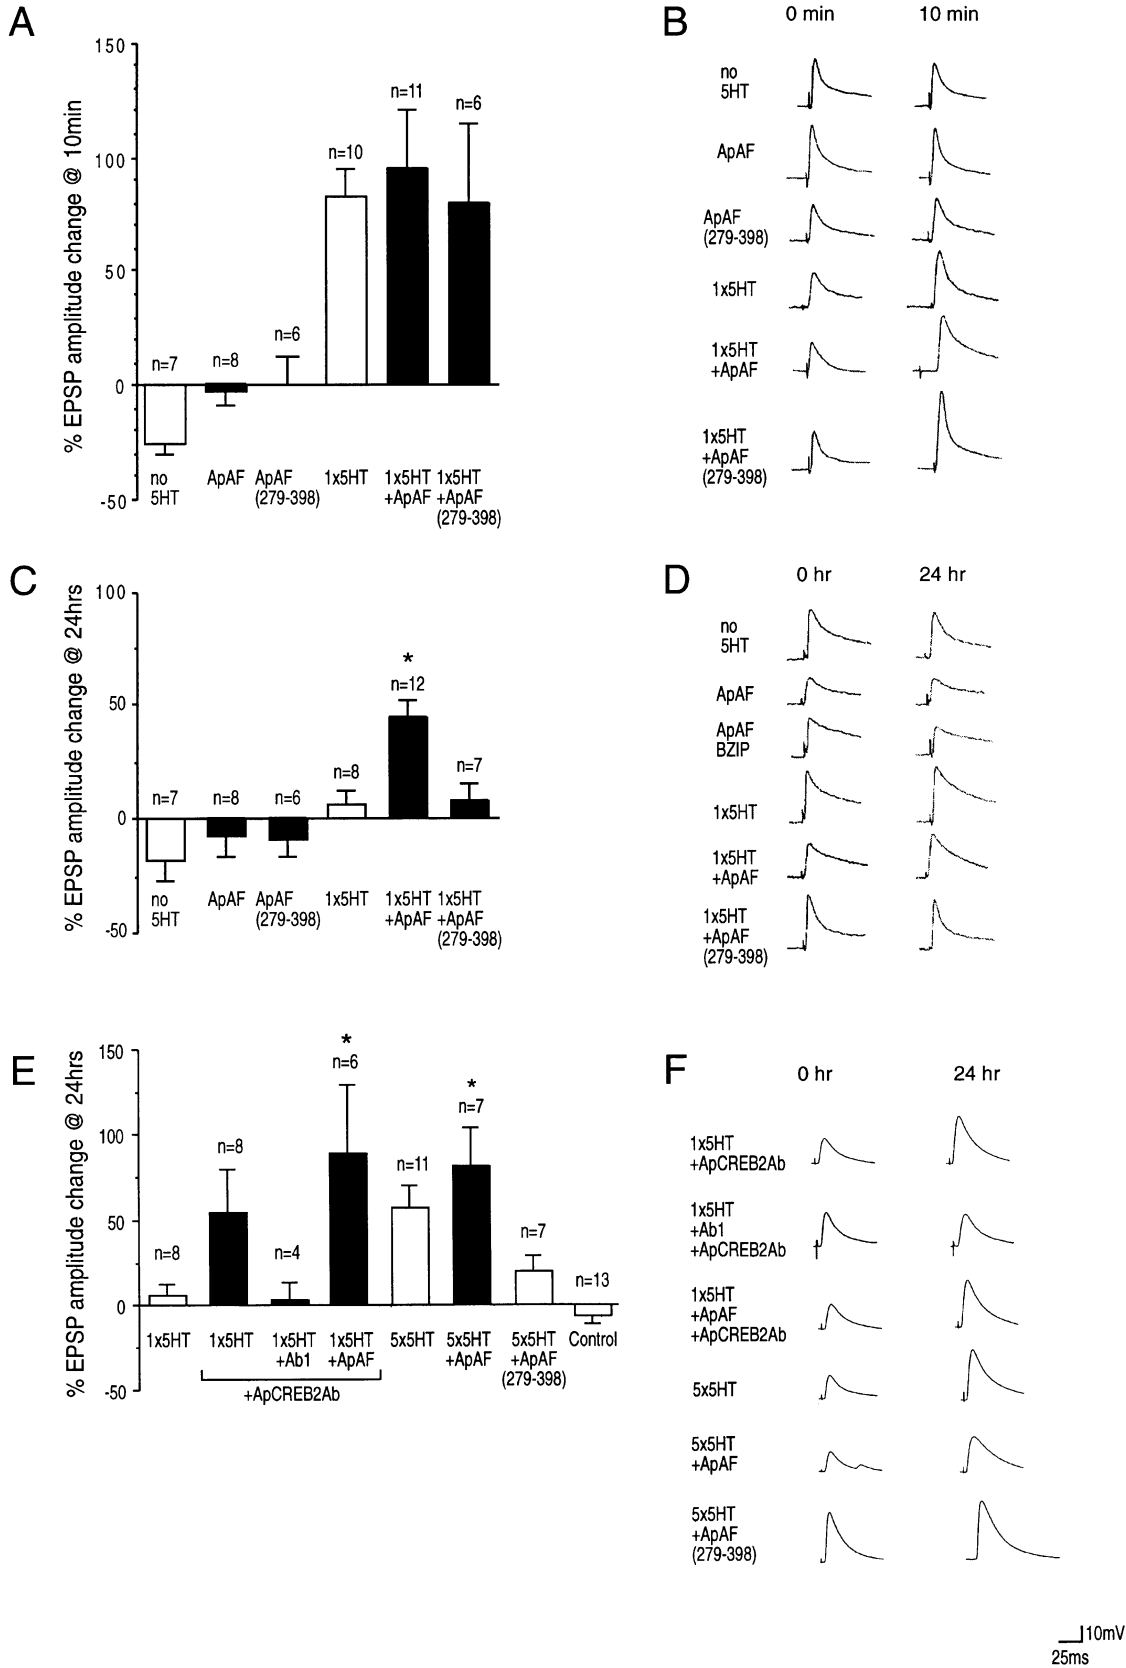 A
% EPSP amplitude change @ 10min
150
100
50
0
-50
n=7
n=8
n=6
n=10
n=11
n=6
no
5HT
ApAF
ApAF
(279-398)
1x5HT
1x5HT
+ApAF
1x5HT
+ApAF
(279-398)
B
0 min
10 min
no
5HT
ApAF
ApAF
(279-398)
1x5HT
1x5HT
+ApAF
1x5HT
+ApAF
(279-398)
C
% EPSP amplitude change @ 24hrs
100
50
0
-50
n=7
n=8
n=6
n=8
*
n=12
n=7
no
5HT
ApAF
ApAF
(279-398)
1x5HT
1x5HT
+ApAF
1x5HT
+ApAF
(279-398)
D
0 hr
24 hr
no
5HT
ApAF
ApAF
BZIP
1x5HT
1x5HT
+ApAF
1x5HT
+ApAF
(279-398)
E
% EPSP amplitude change @ 24hrs
150
100
50
0
-50
n=8
n=8
n=4
*
n=6
n=11
*
n=7
n=7
n=13
1x5HT
1x5HT
1x5HT
+Ab1
1x5HT
+ApAF
+ApCREB2Ab
5x5HT
5x5HT
+ApAF
5x5HT
+ApAF
(279-398)
Control
F
0 hr
24 hr
1x5HT
+ApCREB2Ab
1x5HT
+Ab1
+ApCREB2Ab
1x5HT
+ApAF
+ApCREB2Ab
5x5HT
5x5HT
+ApAF
5x5HT
+ApAF
(279-398)
10mV
25ms